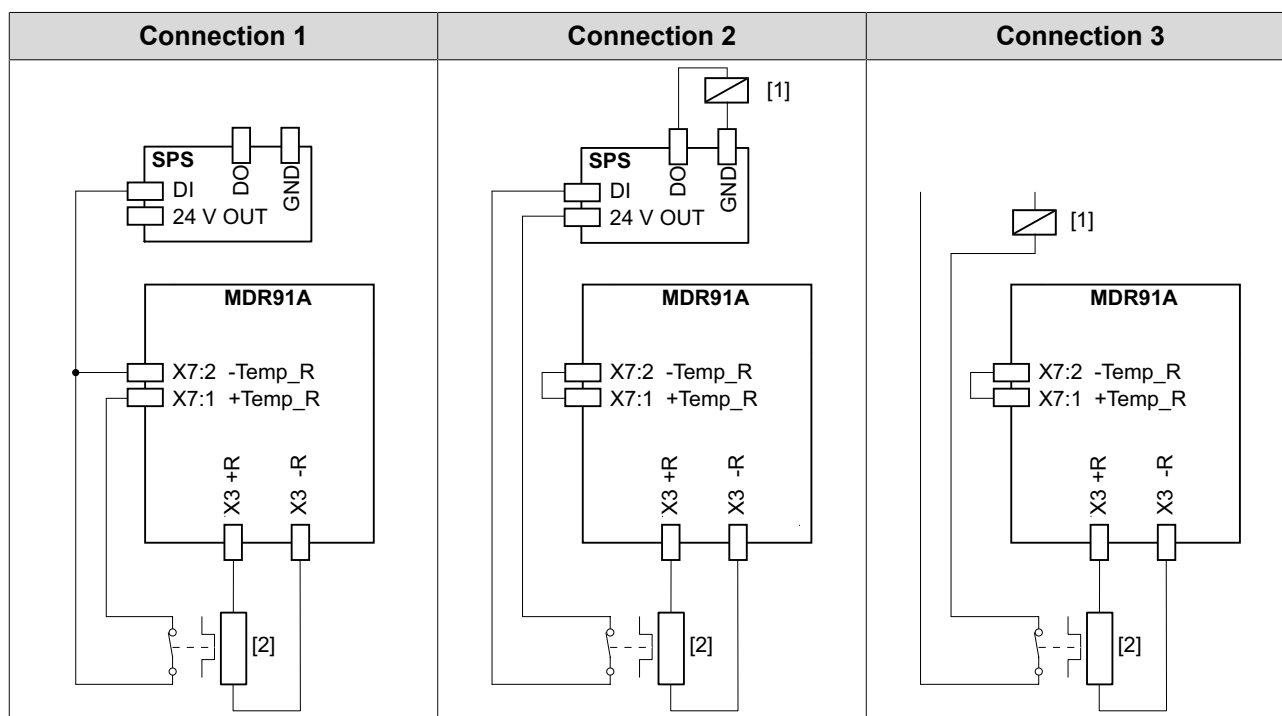 Connection 1
Connection 2
Connection 3
SPS
DO
GND
DI
24 V OUT
MDR91A
X7:2 -Temp_R
X7:1 +Temp_R
X3 +R
X3 -R
[2]
[1]
SPS
DO
GND
DI
24 V OUT
MDR91A
X7:2 -Temp_R
X7:1 +Temp_R
X3 +R
X3 -R
[2]
[1]
MDR91A
X7:2 -Temp_R
X7:1 +Temp_R
X3 +R
X3 -R
[2]